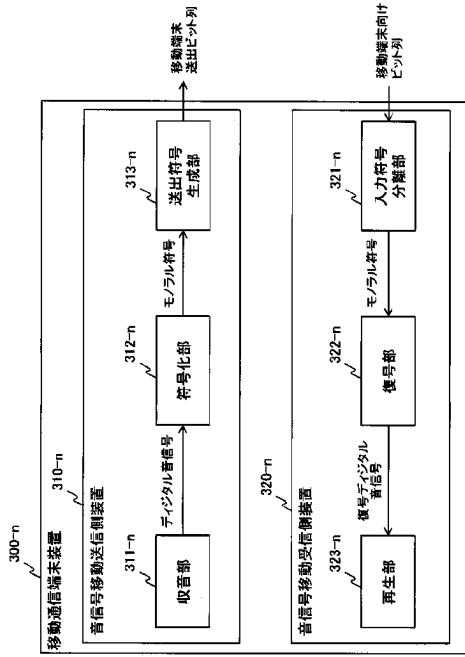 300-n
移動通信端末装置
310-n
音信号移動送信側装置
311-n
収音部
ディジタル音信号
312-n
符号化部
モノラル符号
313-n
送出符号
生成部
移動端末
送出ビット列
320-n
音信号移動受信側装置
323-n
再生部
復号ディジタル
音信号
322-n
復号部
モノラル符号
321-n
入力符号
分離部
移動端末向け
ビット列